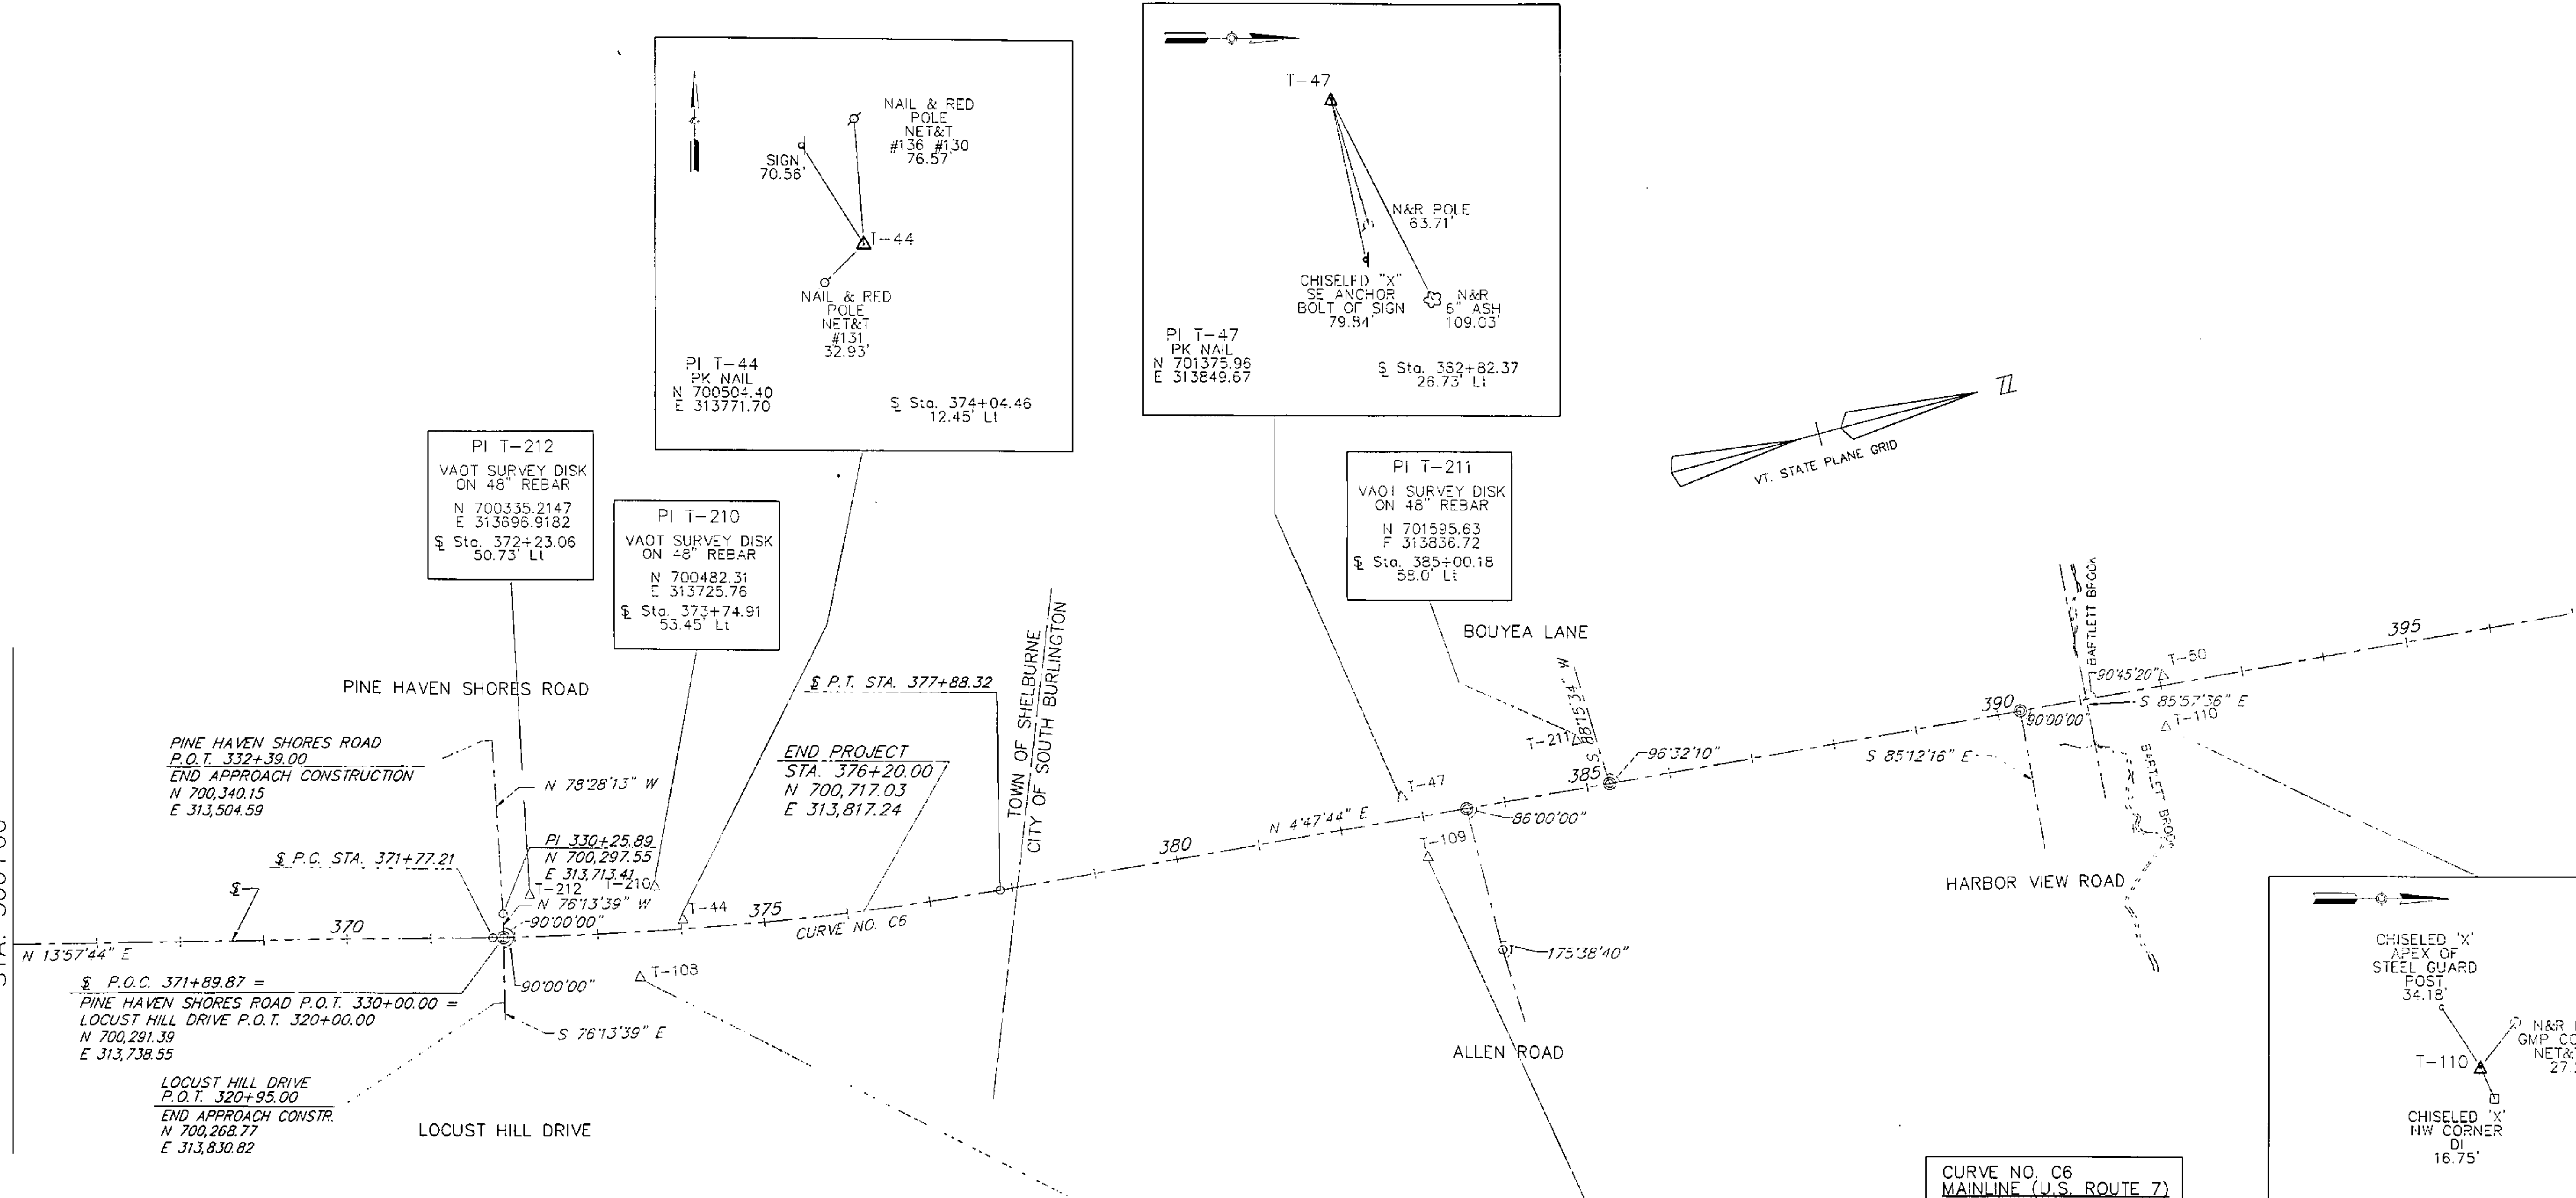 NAIL & RED
POLE
NET&T
#136 #130
76.57'
SIGN
70.56'
T-44
NAIL & RED
POLE
NET&T
#131
32.93'
PI T-44
PK NAIL
N 700504.40
E 313771.70
℄ Sta. 374+04.46
12.45' Lt
T-47
N&R POLE
63.71'
CHISELED "X"
SE ANCHOR
BOLT OF SIGN
79.84'
N&R
6" ASH
109.03'
PI T-47
PK NAIL
N 701375.96
E 313849.67
℄ Sta. 382+82.37
26.73' Lt
PI T-212
VAOT SURVEY DISK
ON 48" REBAR
N 700335.2147
E 313696.9182
℄ Sta. 372+23.06
50.73' Lt
PI T-210
VAOT SURVEY DISK
ON 48" REBAR
N 700482.31
E 313725.76
℄ Sta. 373+74.91
53.45' Lt
PI T-211
VAOT SURVEY DISK
ON 48" REBAR
N 701595.63
E 313836.72
℄ Sta. 385+00.18
58.0' Lt
N
VT. STATE PLANE GRID
PINE HAVEN SHORES ROAD
PINE HAVEN SHORES ROAD
P.O.T. 332+39.00
END APPROACH CONSTRUCTION
N 700,340.15
E 313,504.59
N 78°28'13" W
℄ P.C. STA. 371+77.21
℄
PI 330+25.89
N 700,297.55
E 313,713.41
T-212
T-210
N 76°13'39" W
90°00'00"
T-44
370
375
CURVE NO. C6
N 13°57'44" E
℄ P.O.C. 371+89.87 =
PINE HAVEN SHORES ROAD P.O.T. 330+00.00 =
LOCUST HILL DRIVE P.O.T. 320+00.00
N 700,291.39
E 313,738.55
90°00'00"
T-108
S 76°13'39" E
LOCUST HILL DRIVE
P.O.T. 320+95.00
END APPROACH CONSTR.
N 700,268.77
E 313,830.82
LOCUST HILL DRIVE
℄ P.T. STA. 377+88.32
END PROJECT
STA. 376+20.00
N 700,717.03
E 313,817.24
TOWN OF SHELBURNE
CITY OF SOUTH BURLINGTON
380
N 4°47'44" E
T-47
T-109
86°00'00"
175°38'40"
ALLEN ROAD
BOUYEA LANE
S 88°15'34" W
T-211
385
96°32'10"
390
90°00'00"
S 85°12'16" E
HARBOR VIEW ROAD
BARTLETT BROOK
BARTLETT BROOK
90°45'20"
T-50
S 85°57'36" E
T-110
395
CHISELED 'X'
APEX OF
STEEL GUARD
POST
34.18'
N&R
NET&
T-110
CHISELED 'X'
NW CORNER
DI
16.75'
CURVE NO. C6
MAINLINE (U.S. ROUTE 7)